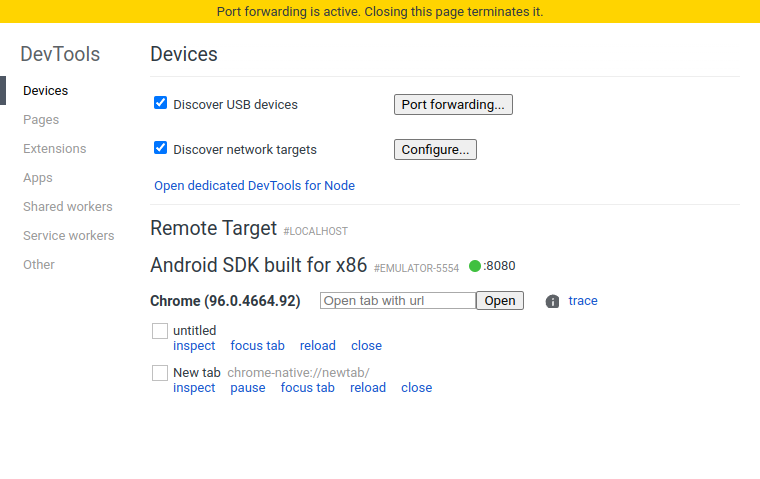 Port forwarding is active. Closing this page terminates it.
DevTools
Devices
Pages
Extensions
Apps
Shared workers
Service workers
Other
Devices
Discover USB devices Port forwarding...
Discover network targets Configure...
Open dedicated DevTools for Node
Remote Target #LOCALHOST
Android SDK built for x86 #EMULATOR-5554 :8080
Chrome (96.0.4664.92) Open tab with url Open trace
untitled
inspect focus tab reload close
New tab chrome-native://newtab/
inspect pause focus tab reload close